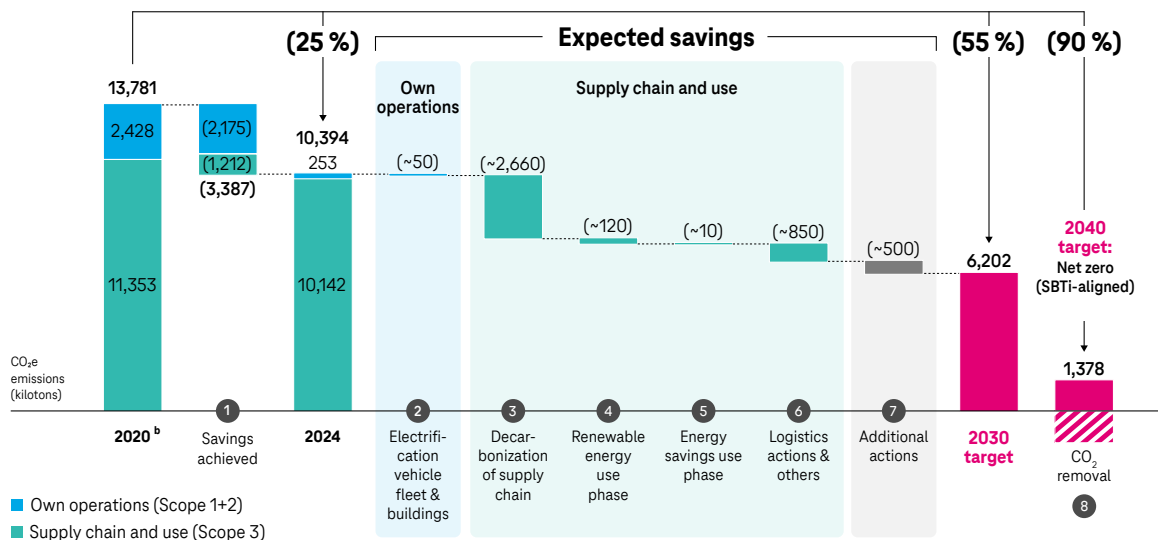 (25 %)
Expected savings
(55 %)
(90 %)
Own
operations
Supply chain and use
13,781
2,428
11,353
(2,175)
(1,212)
(3,387)
10,394
253
10,142
(~50)
(~2,660)
(~120)
(~10)
(~850)
(~500)
6,202
2040
target:
Net zero
(SBTi-aligned)
1,378
CO₂e
emissions
(kilotons)
2020 ᵇ
1
Savings
achieved
2024
2
Electrifi-
cation
vehicle
fleet &
buildings
3
Decar-
bonization
of supply
chain
4
Renewable
energy
use
phase
5
Energy
savings use
phase
6
Logistics
actions &
others
7
Additional
actions
2030
target
CO₂
removal
8
Own operations (Scope 1+2)
Supply chain and use (Scope 3)